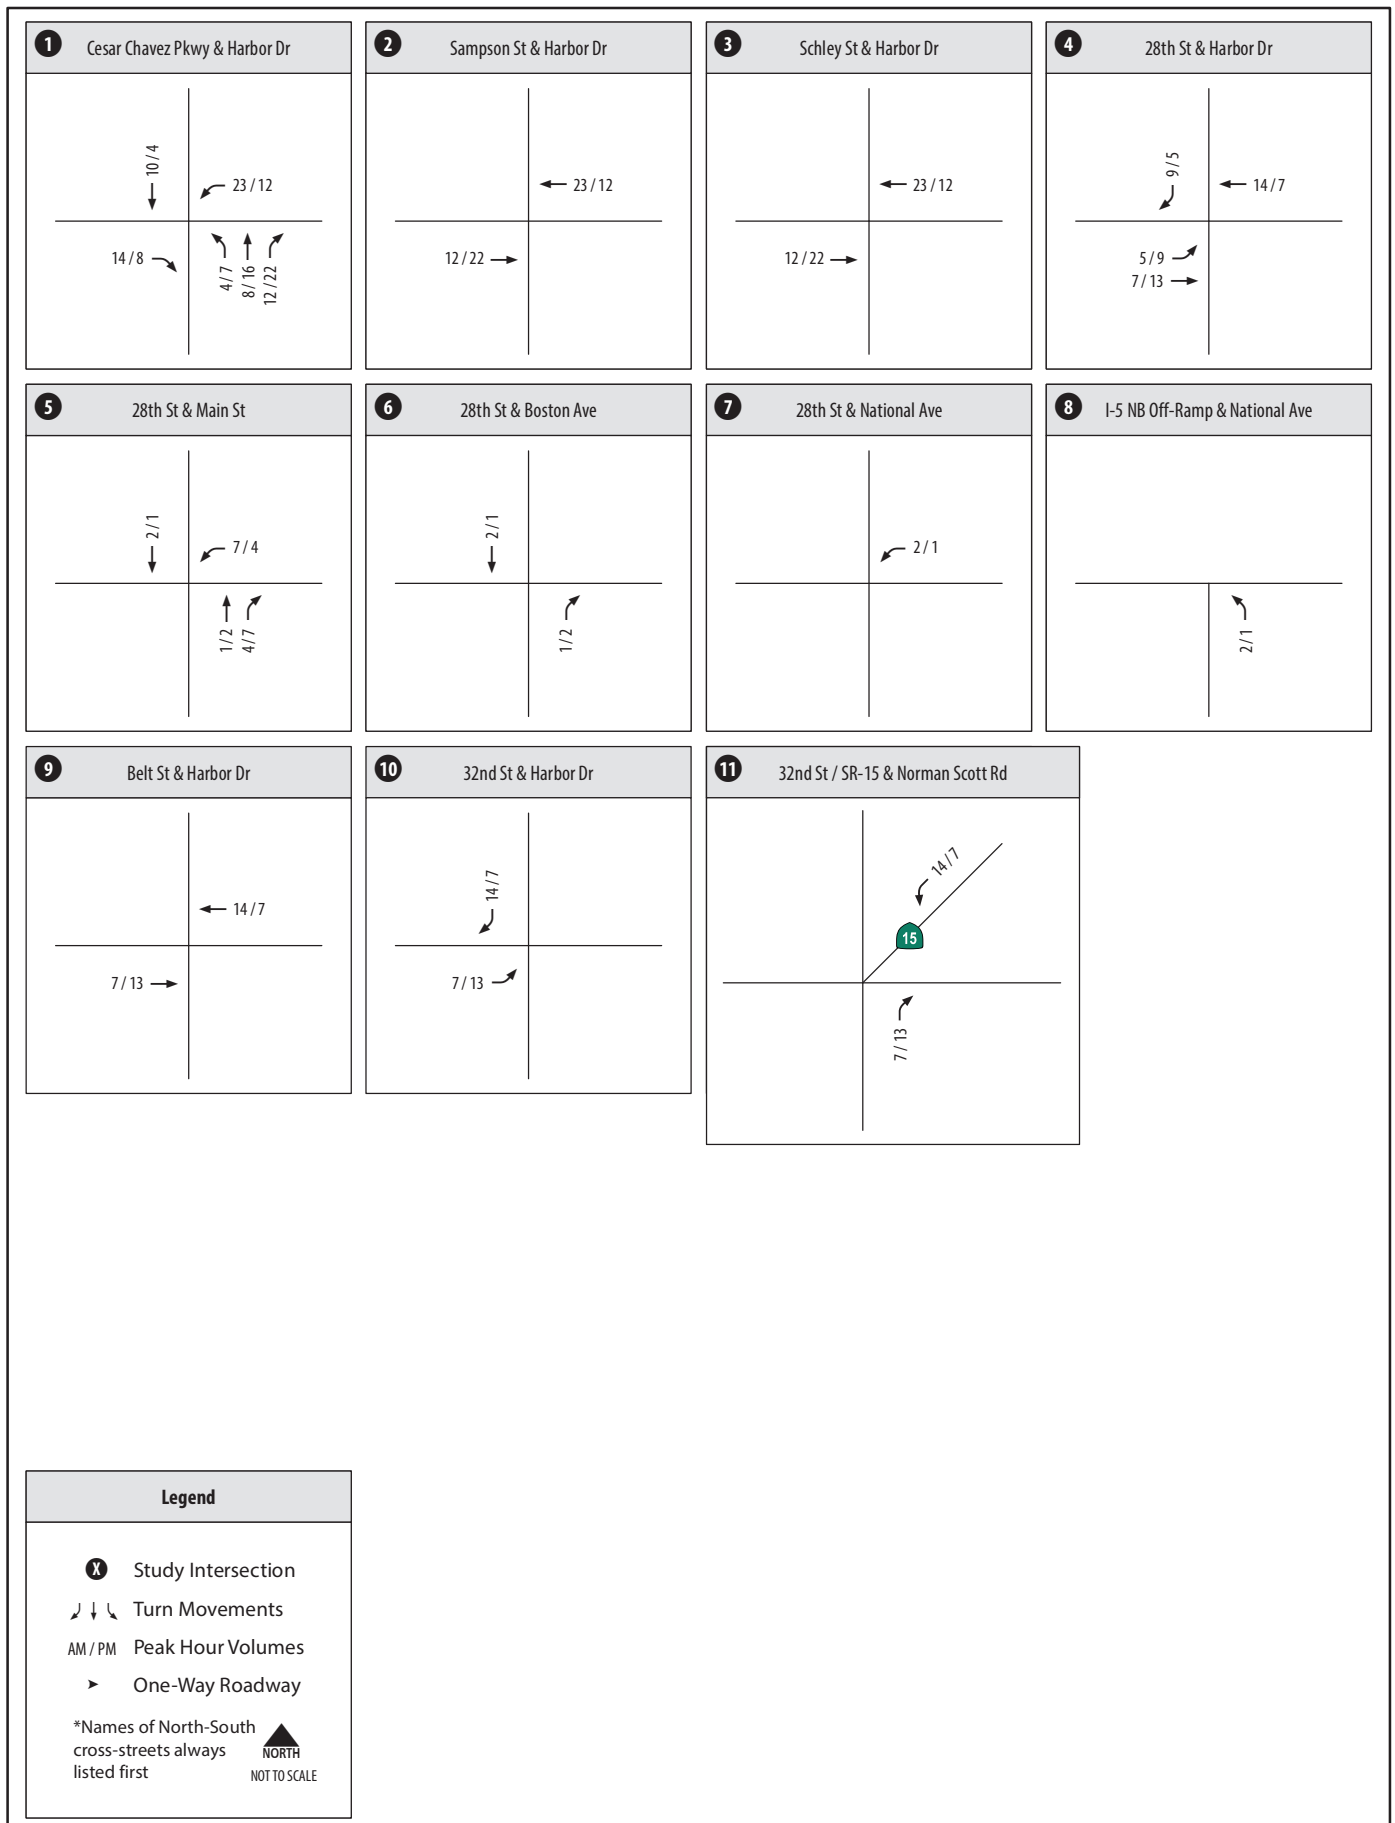 1
Cesar Chavez Pkwy & Harbor Dr
10 / 4
23 / 12
14 / 8
4 / 7
8 / 16
12 / 22
2
Sampson St & Harbor Dr
23 / 12
12 / 22
3
Schley St & Harbor Dr
23 / 12
12 / 22
4
28th St & Harbor Dr
9 / 5
14 / 7
5 / 9
7 / 13
5
28th St & Main St
2 / 1
7 / 4
1 / 2
4 / 7
6
28th St & Boston Ave
2 / 1
1 / 2
7
28th St & National Ave
2 / 1
8
I-5 NB Off-Ramp & National Ave
2 / 1
9
Belt St & Harbor Dr
14 / 7
7 / 13
10
32nd St & Harbor Dr
14 / 7
7 / 13
11
32nd St / SR-15 & Norman Scott Rd
14 / 7
15
7 / 13
Legend
X Study Intersection
Turn Movements
AM / PM Peak Hour Volumes
One-Way Roadway
*Names of North-South
cross-streets always
listed first
NORTH
NOT TO SCALE